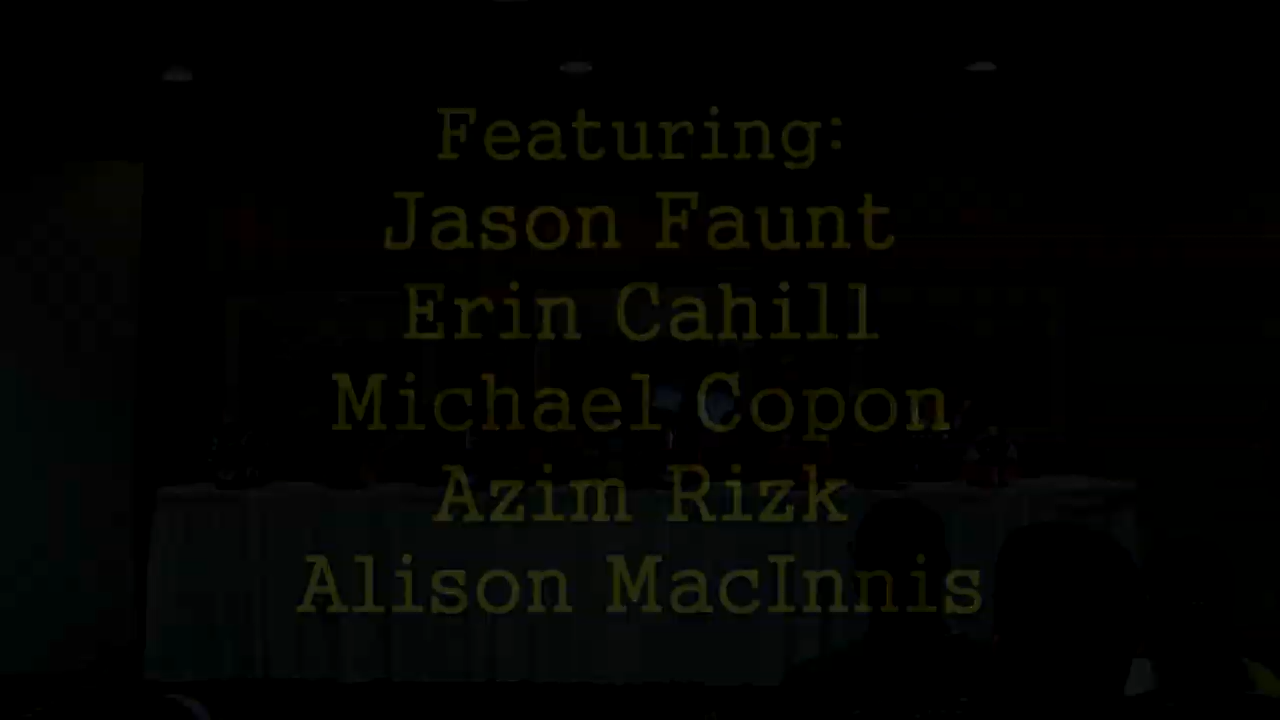 Featuring:
Jason Faunt
Erin Cahill
Michael Copon
Azim Rizk
Alison MacInnis